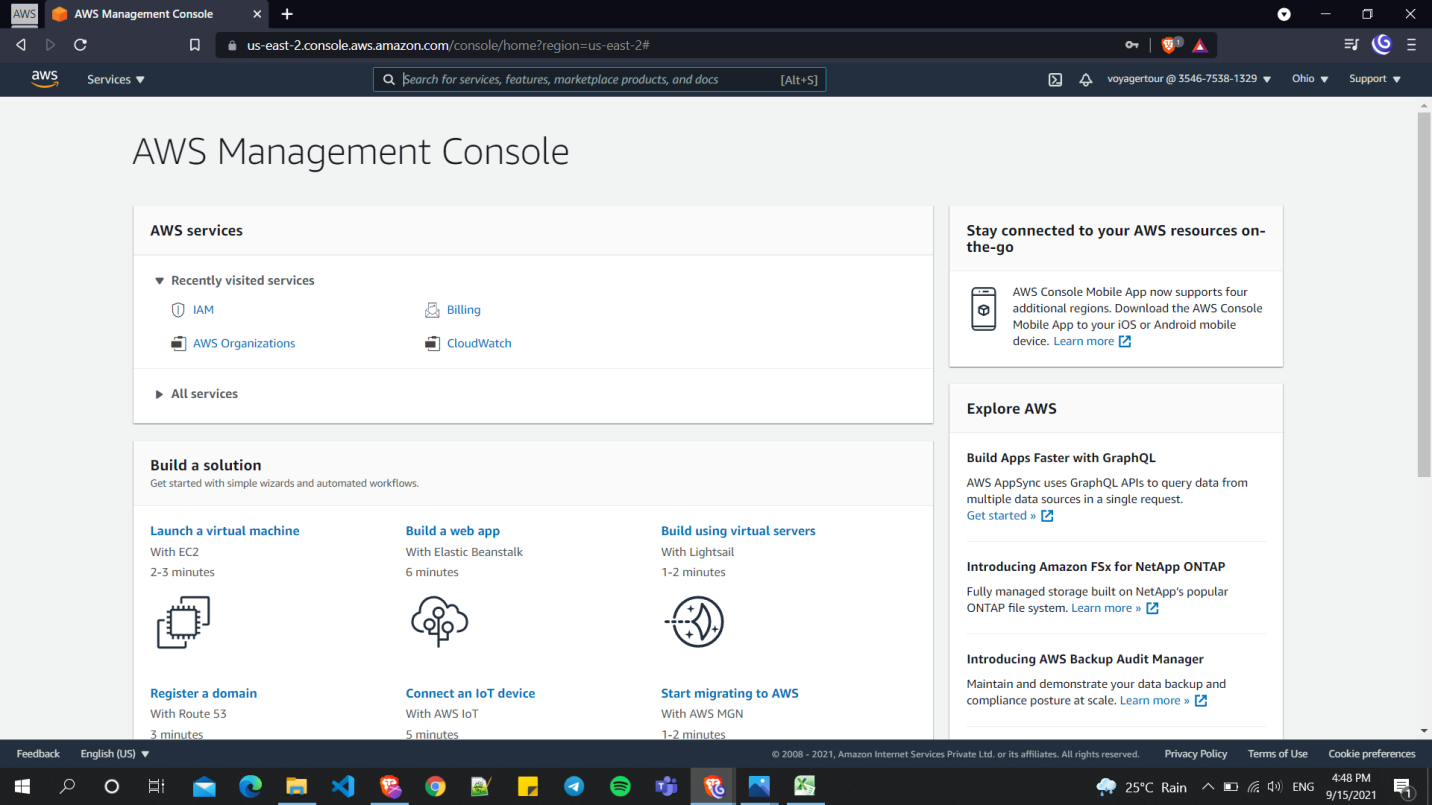 AWS
AWS Management Console
us-east-2.console.aws.amazon.com/console/home?region=us-east-2#
1
aws
Services
Search for services, features, marketplace products, and docs
[Alt+S]
voyagertour @ 3546-7538-1329
Ohio
Support
AWS Management Console
AWS services
Recently visited services
IAM
Billing
AWS Organizations
CloudWatch
All services
Build a solution
Get started with simple wizards and automated workflows.
Launch a virtual machine
With EC2
2-3 minutes
Build a web app
With Elastic Beanstalk
6 minutes
Build using virtual servers
With Lightsail
1-2 minutes
Register a domain
With Route 53
3 minutes
Connect an IoT device
With AWS IoT
5 minutes
Start migrating to AWS
With AWS MGN
1-2 minutes
Stay connected to your AWS resources on-
the-go
AWS Console Mobile App now supports four
additional regions. Download the AWS Console
Mobile App to your iOS or Android mobile
device. Learn more
Explore AWS
Build Apps Faster with GraphQL
AWS AppSync uses GraphQL APIs to query data from
multiple data sources in a single request.
Get started »
Introducing Amazon FSx for NetApp ONTAP
Fully managed storage built on NetApp's popular
ONTAP file system. Learn more »
Introducing AWS Backup Audit Manager
Maintain and demonstrate your data backup and
compliance posture at scale. Learn more »
Feedback
English (US)
© 2008 - 2021, Amazon Internet Services Private Ltd. or its affiliates. All rights reserved.
Privacy Policy
Terms of Use
Cookie preferences
25°C Rain
ENG
4:48 PM
9/15/2021
1